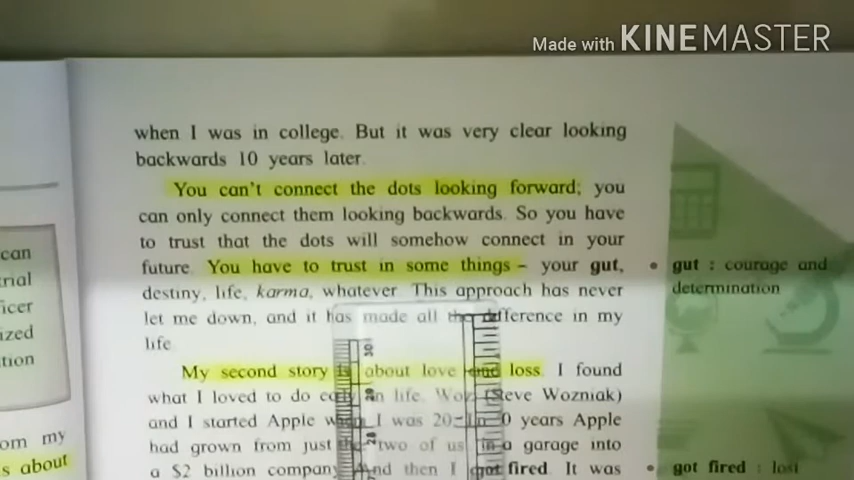 Made with KINEMASTER
when I was in college. But it was very clear looking
backwards 10 years later.
You can't connect the dots looking forward; you
can only connect them looking backwards. So you have
to trust that the dots will somehow connect in your
future. You have to trust in some things – your gut,
destiny, life, karma, whatever. This approach has never
let me down, and it has made all the difference in my
life.
My second story is about love and loss. I found
what I loved to do early in life. Woz (Steve Wozniak)
and I started Apple when I was 20. In 10 years Apple
had grown from just the two of us in a garage into
a $2 billion company. And then I got fired. It was
• gut : courage and
determination
• got fired : lost
can
rial
icer
ized
tion
om my
s about
30
29
28